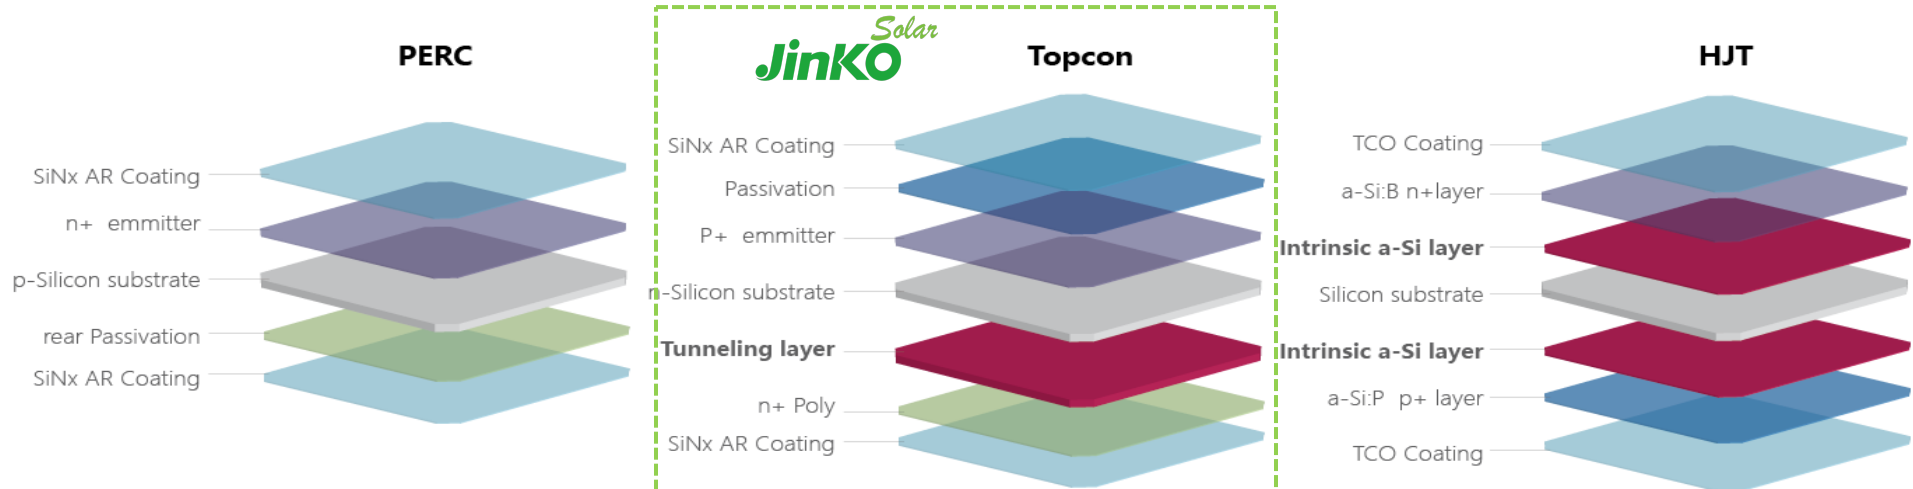 PERC
SiNx AR Coating
n+ emmitter
p-Silicon substrate
rear Passivation
SiNx AR Coating
JinKO Solar
Topcon
SiNx AR Coating
Passivation
P+ emmitter
n-Silicon substrate
Tunneling layer
n+ Poly
SiNx AR Coating
HJT
TCO Coating
a-Si:B n+layer
Intrinsic a-Si layer
Silicon substrate
Intrinsic a-Si layer
a-Si:P p+ layer
TCO Coating